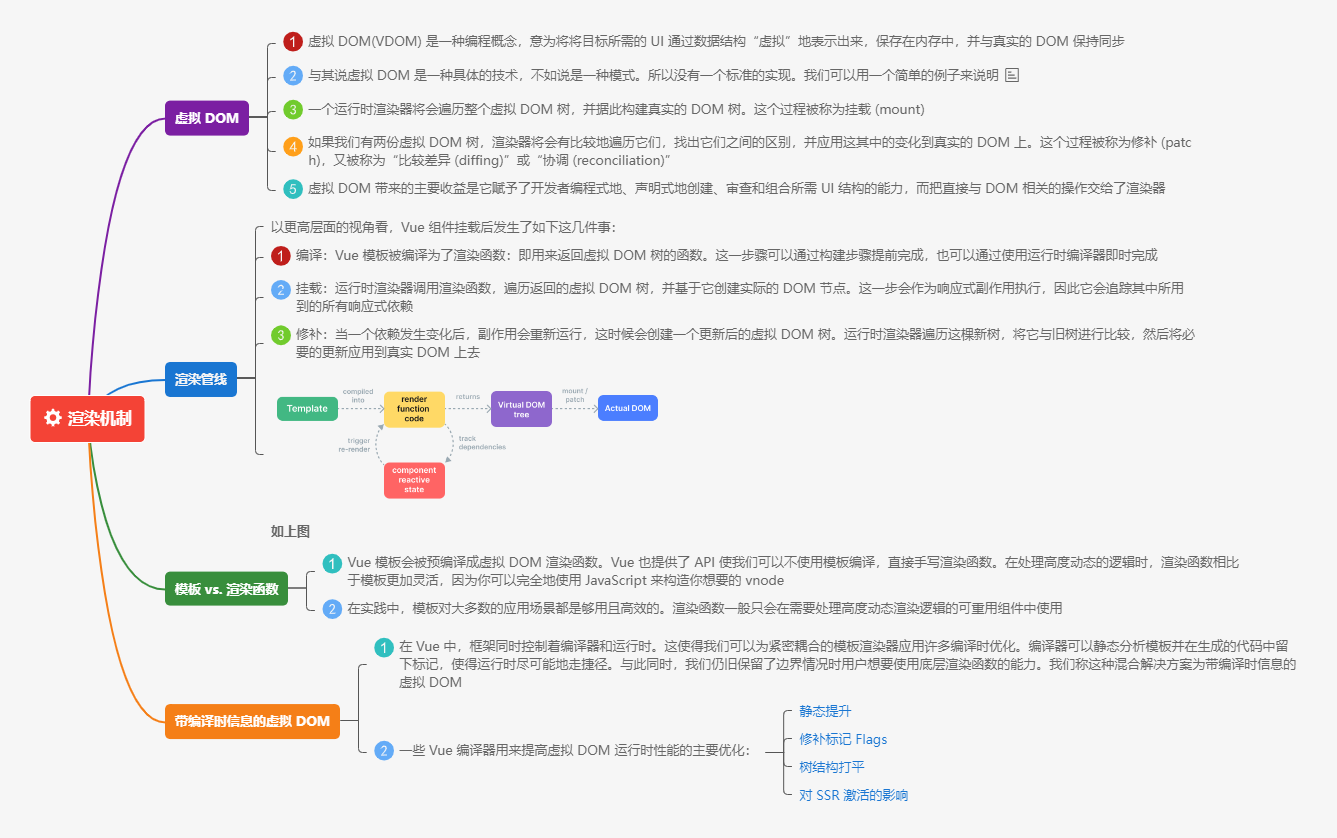 渲染机制
虚拟 DOM
1 虚拟 DOM(VDOM) 是一种编程概念，意为将将目标所需的 UI 通过数据结构“虚拟”地表示出来，保存在内存中，并与真实的 DOM 保持同步
2 与其说虚拟 DOM 是一种具体的技术，不如说是一种模式。所以没有一个标准的实现。我们可以用一个简单的例子来说明
3 一个运行时渲染器将会遍历整个虚拟 DOM 树，并据此构建真实的 DOM 树。这个过程被称为挂载 (mount)
4 如果我们有两份虚拟 DOM 树，渲染器将会有比较地遍历它们，找出它们之间的区别，并应用这其中的变化到真实的 DOM 上。这个过程被称为修补 (patc
h)，又被称为“比较差异 (diffing)”或“协调 (reconciliation)”
5 虚拟 DOM 带来的主要收益是它赋予了开发者编程式地、声明式地创建、审查和组合所需 UI 结构的能力，而把直接与 DOM 相关的操作交给了渲染器
渲染管线
以更高层面的视角看，Vue 组件挂载后发生了如下这几件事：
1 编译：Vue 模板被编译为了渲染函数：即用来返回虚拟 DOM 树的函数。这一步骤可以通过构建步骤提前完成，也可以通过使用运行时编译器即时完成
2 挂载：运行时渲染器调用渲染函数，遍历返回的虚拟 DOM 树，并基于它创建实际的 DOM 节点。这一步会作为响应式副作用执行，因此它会追踪其中所用
到的所有响应式依赖
3 修补：当一个依赖发生变化后，副作用会重新运行，这时候会创建一个更新后的虚拟 DOM 树。运行时渲染器遍历这棵新树，将它与旧树进行比较，然后将必
要的更新应用到真实 DOM 上去
Template
compiled
into
render
function
code
returns
Virtual DOM
tree
mount /
patch
Actual DOM
trigger
re-render
track
dependencies
component
reactive
state
如上图
模板 vs. 渲染函数
1 Vue 模板会被预编译成虚拟 DOM 渲染函数。Vue 也提供了 API 使我们可以不使用模板编译，直接手写渲染函数。在处理高度动态的逻辑时，渲染函数相比
于模板更加灵活，因为你可以完全地使用 JavaScript 来构造你想要的 vnode
2 在实践中，模板对大多数的应用场景都是够用且高效的。渲染函数一般只会在需要处理高度动态渲染逻辑的可重用组件中使用
带编译时信息的虚拟 DOM
1 在 Vue 中，框架同时控制着编译器和运行时。这使得我们可以为紧密耦合的模板渲染器应用许多编译时优化。编译器可以静态分析模板并在生成的代码中留
下标记，使得运行时尽可能地走捷径。与此同时，我们仍旧保留了边界情况时用户想要使用底层渲染函数的能力。我们称这种混合解决方案为带编译时信息的
虚拟 DOM
2 一些 Vue 编译器用来提高虚拟 DOM 运行时性能的主要优化：
静态提升
修补标记 Flags
树结构打平
对 SSR 激活的影响